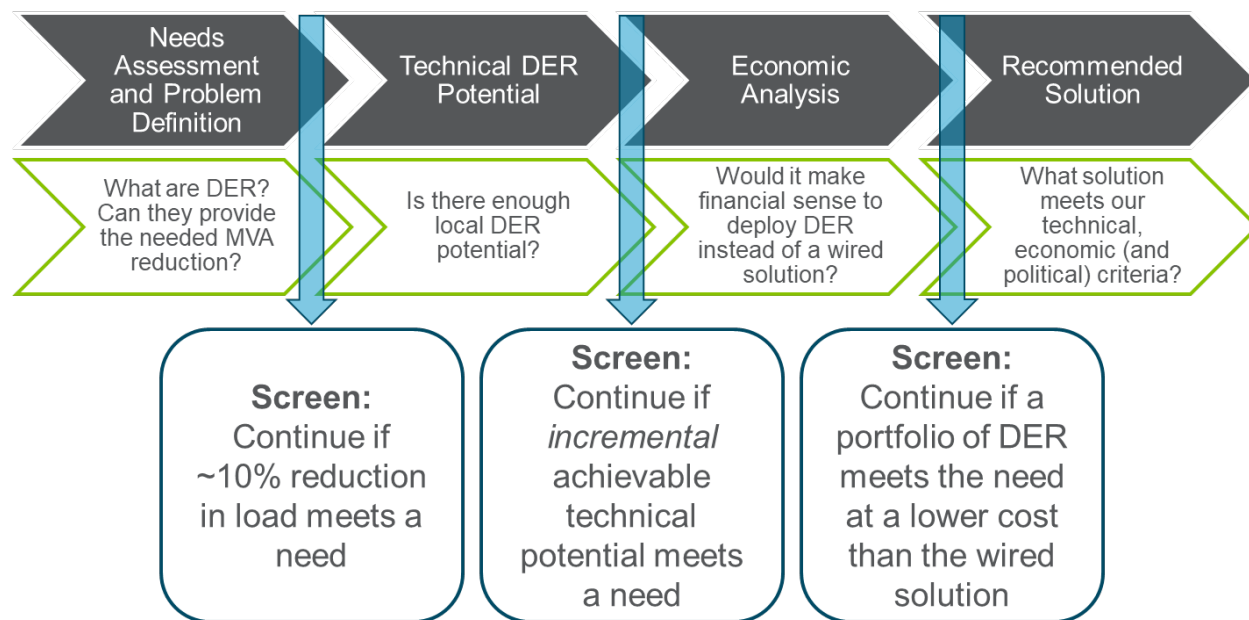 Needs
Assessment
and Problem
Definition
Technical DER
Potential
Economic
Analysis
Recommended
Solution
What are DER?
Can they provide
the needed MVA
reduction?
Is there enough
local DER
potential?
Would it make
financial sense to
deploy DER
instead of a wired
solution?
What solution
meets our
technical,
economic (and
political) criteria?
Screen:
Continue if
~10% reduction
in load meets a
need
Screen:
Continue if
incremental
achievable
technical
potential meets
a need
Screen:
Continue if a
portfolio of DER
meets the need
at a lower cost
than the wired
solution